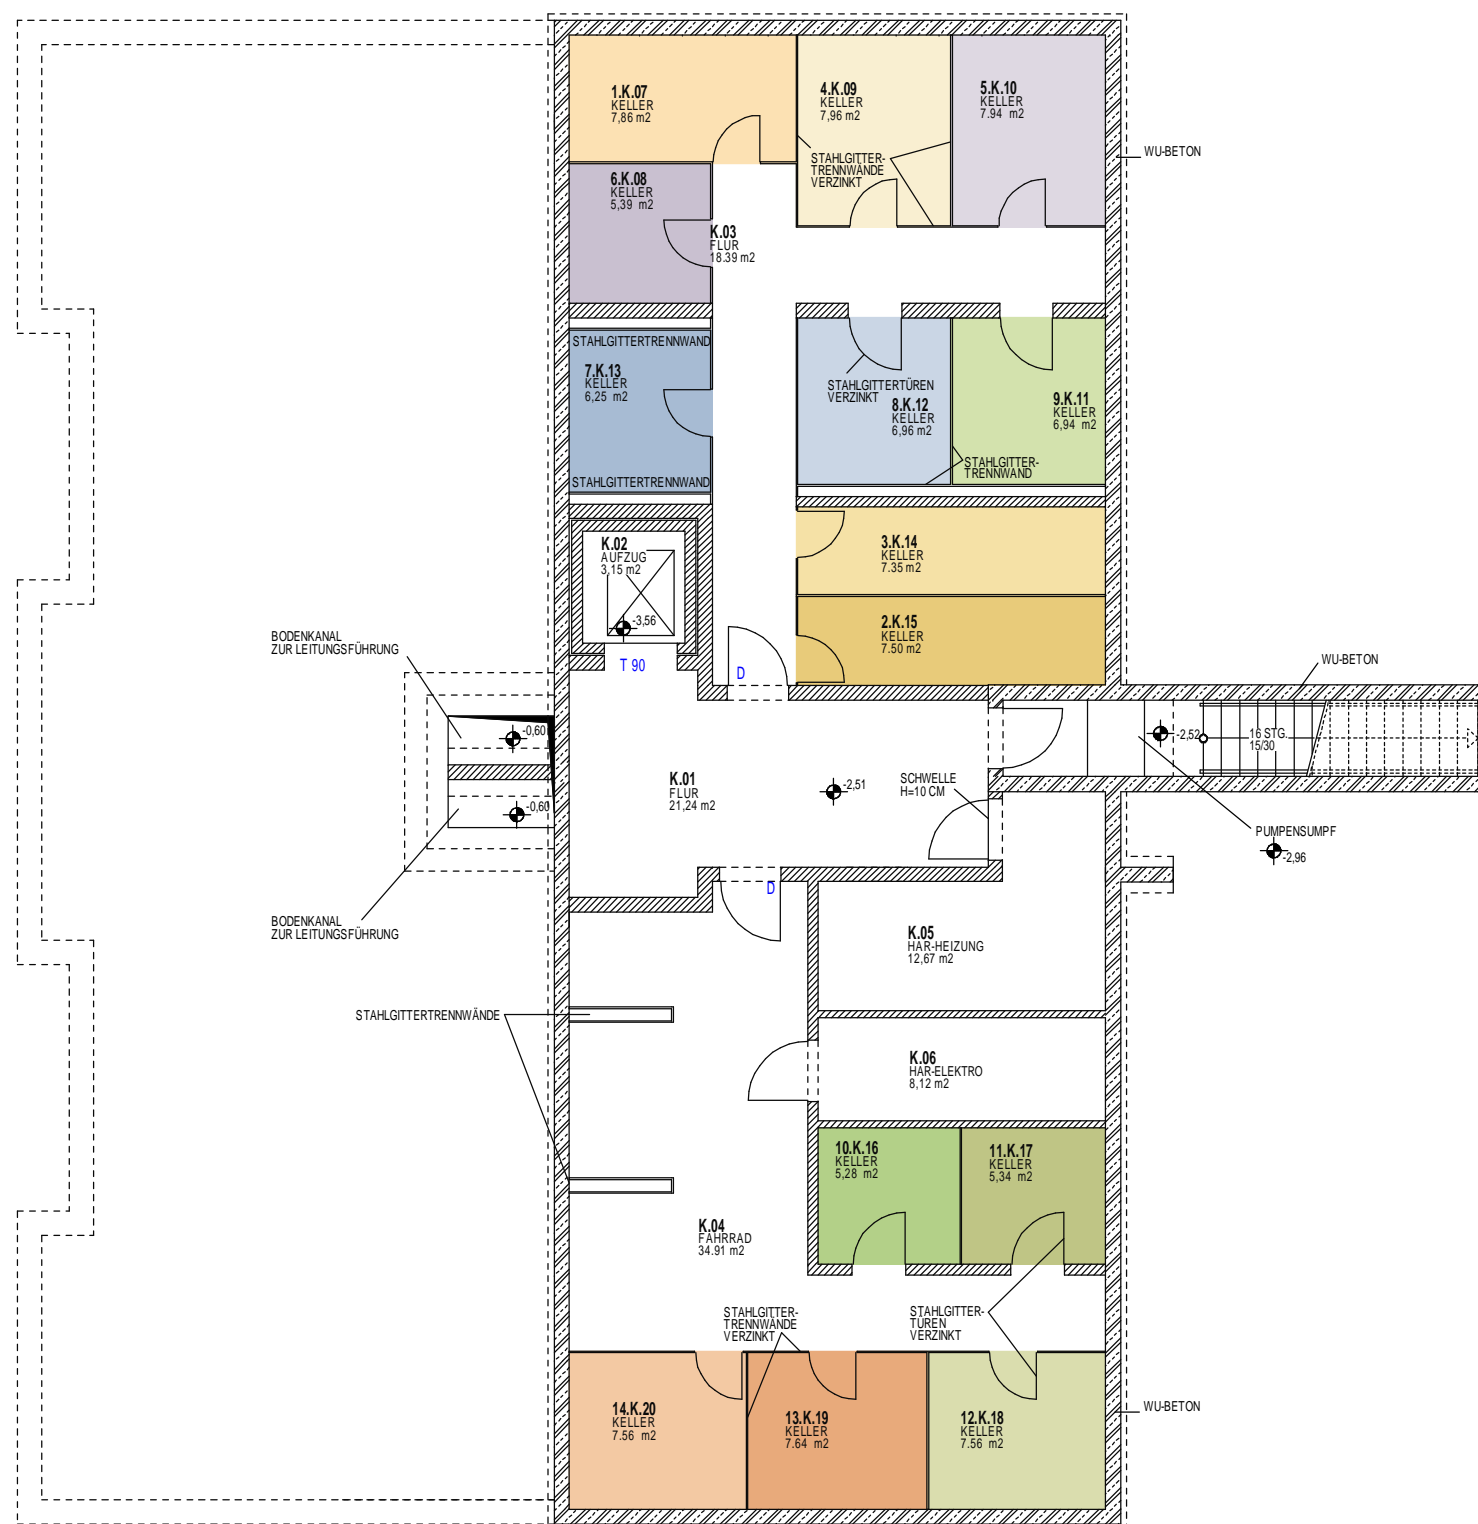 1.K.07
KELLER
7,86 m2
4.K.09
KELLER
7,96 m2
5.K.10
KELLER
7.94 m2
WU-BETON
STAHLGITTER-
TRENNWÄNDE
VERZINKT
6.K.08
KELLER
5,39 m2
K.03
FLUR
18.39 m2
STAHLGITTERTRENNWAND
7.K.13
KELLER
6,25 m2
STAHLGITTERTRENNWAND
STAHLGITTERTÜREN
VERZINKT
8.K.12
KELLER
6,96 m2
9.K.11
KELLER
6,94 m2
STAHLGITTER-
TRENNWAND
K.02
AUFZUG
3,15 m2
-3,56
T 90
3.K.14
KELLER
7.35 m2
2.K.15
KELLER
7.50 m2
D
BODENKANAL
ZUR LEITUNGSFÜHRUNG
WU-BETON
-0,60
-0,60
K.01
FLUR
21,24 m2
-2,51
SCHWELLE
H=10 CM
-2,52
16 STG.
15/30
PUMPENSUMPF
-2,96
D
BODENKANAL
ZUR LEITUNGSFÜHRUNG
K.05
HAR-HEIZUNG
12,67 m2
STAHLGITTERTRENNWÄNDE
K.06
HAR-ELEKTRO
8,12 m2
10.K.16
KELLER
5,28 m2
11.K.17
KELLER
5,34 m2
K.04
FAHRRAD
34.91 m2
STAHLGITTER-
TRENNWÄNDE
VERZINKT
STAHLGITTER-
TÜREN
VERZINKT
14.K.20
KELLER
7.56 m2
13.K.19
KELLER
7.64 m2
12.K.18
KELLER
7.56 m2
WU-BETON